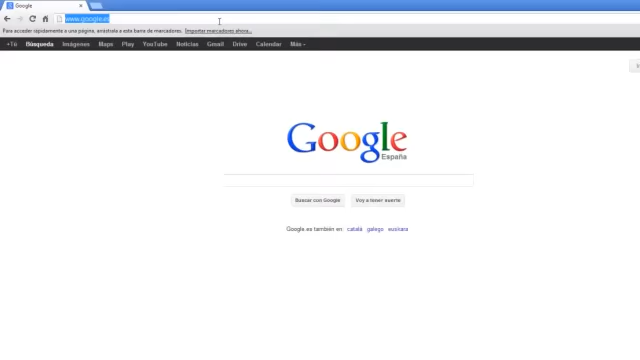 Google
www.google.es
Para acceder rápidamente a una página, arrástrala a esta barra de marcadores. Importar marcadores ahora...
+Tú Búsqueda Imágenes Maps Play YouTube Noticias Gmail Drive Calendar Más
Google
España
Buscar con Google Voy a tener suerte
Google.es también en: català galego euskara